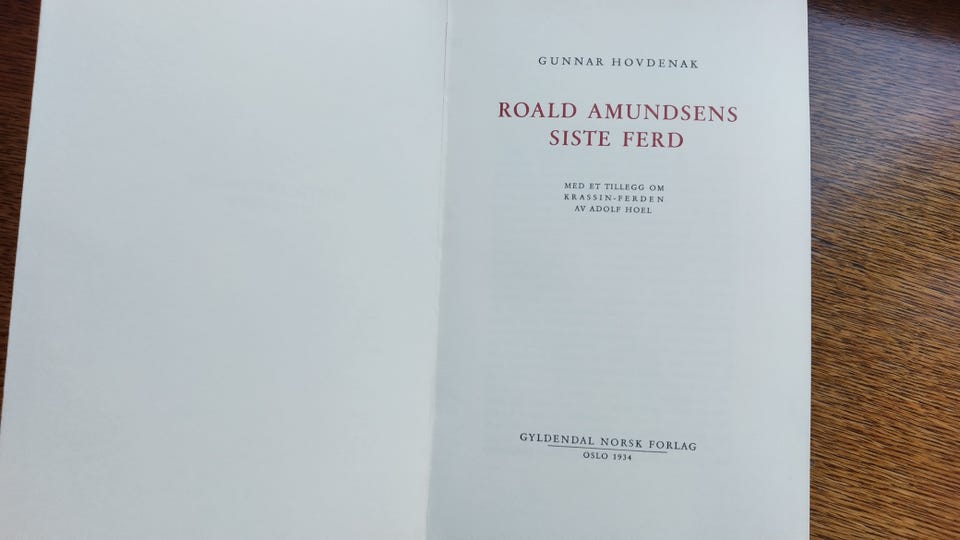 GUNNAR HOVDENAK
ROALD AMUNDSENS
SISTE FERD
MED ET TILLEGG OM
KRASSIN-FERDEN
AV ADOLF HOEL
GYLDENDAL NORSK FORLAG
OSLO 1934